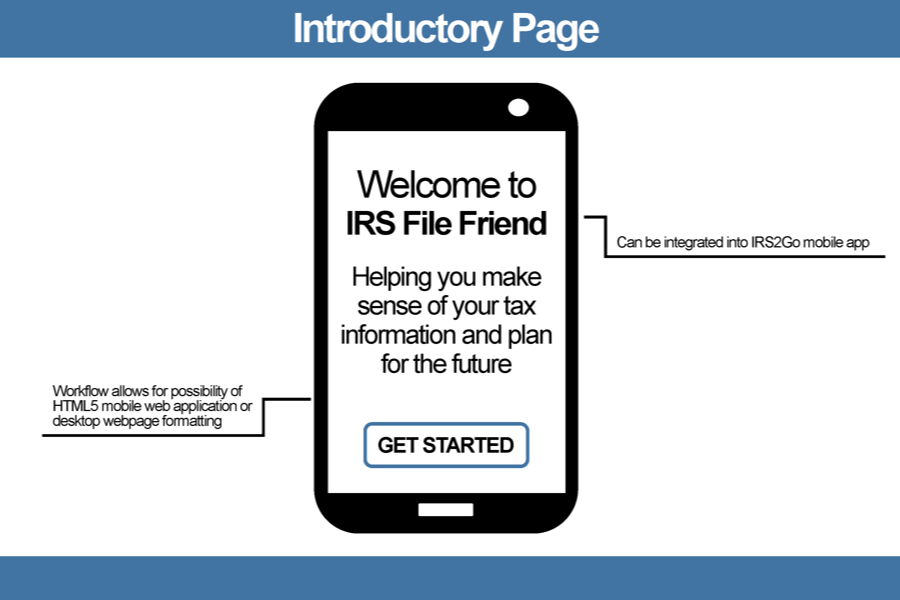 Introductory Page
Welcome to
IRS File Friend
Can be integrated into IRS2Go mobile app
Helping you make
sense of your tax
information and plan
for the future
Workflow allows for possibility of
HTML5 mobile web application or
desktop webpage formatting
GET STARTED